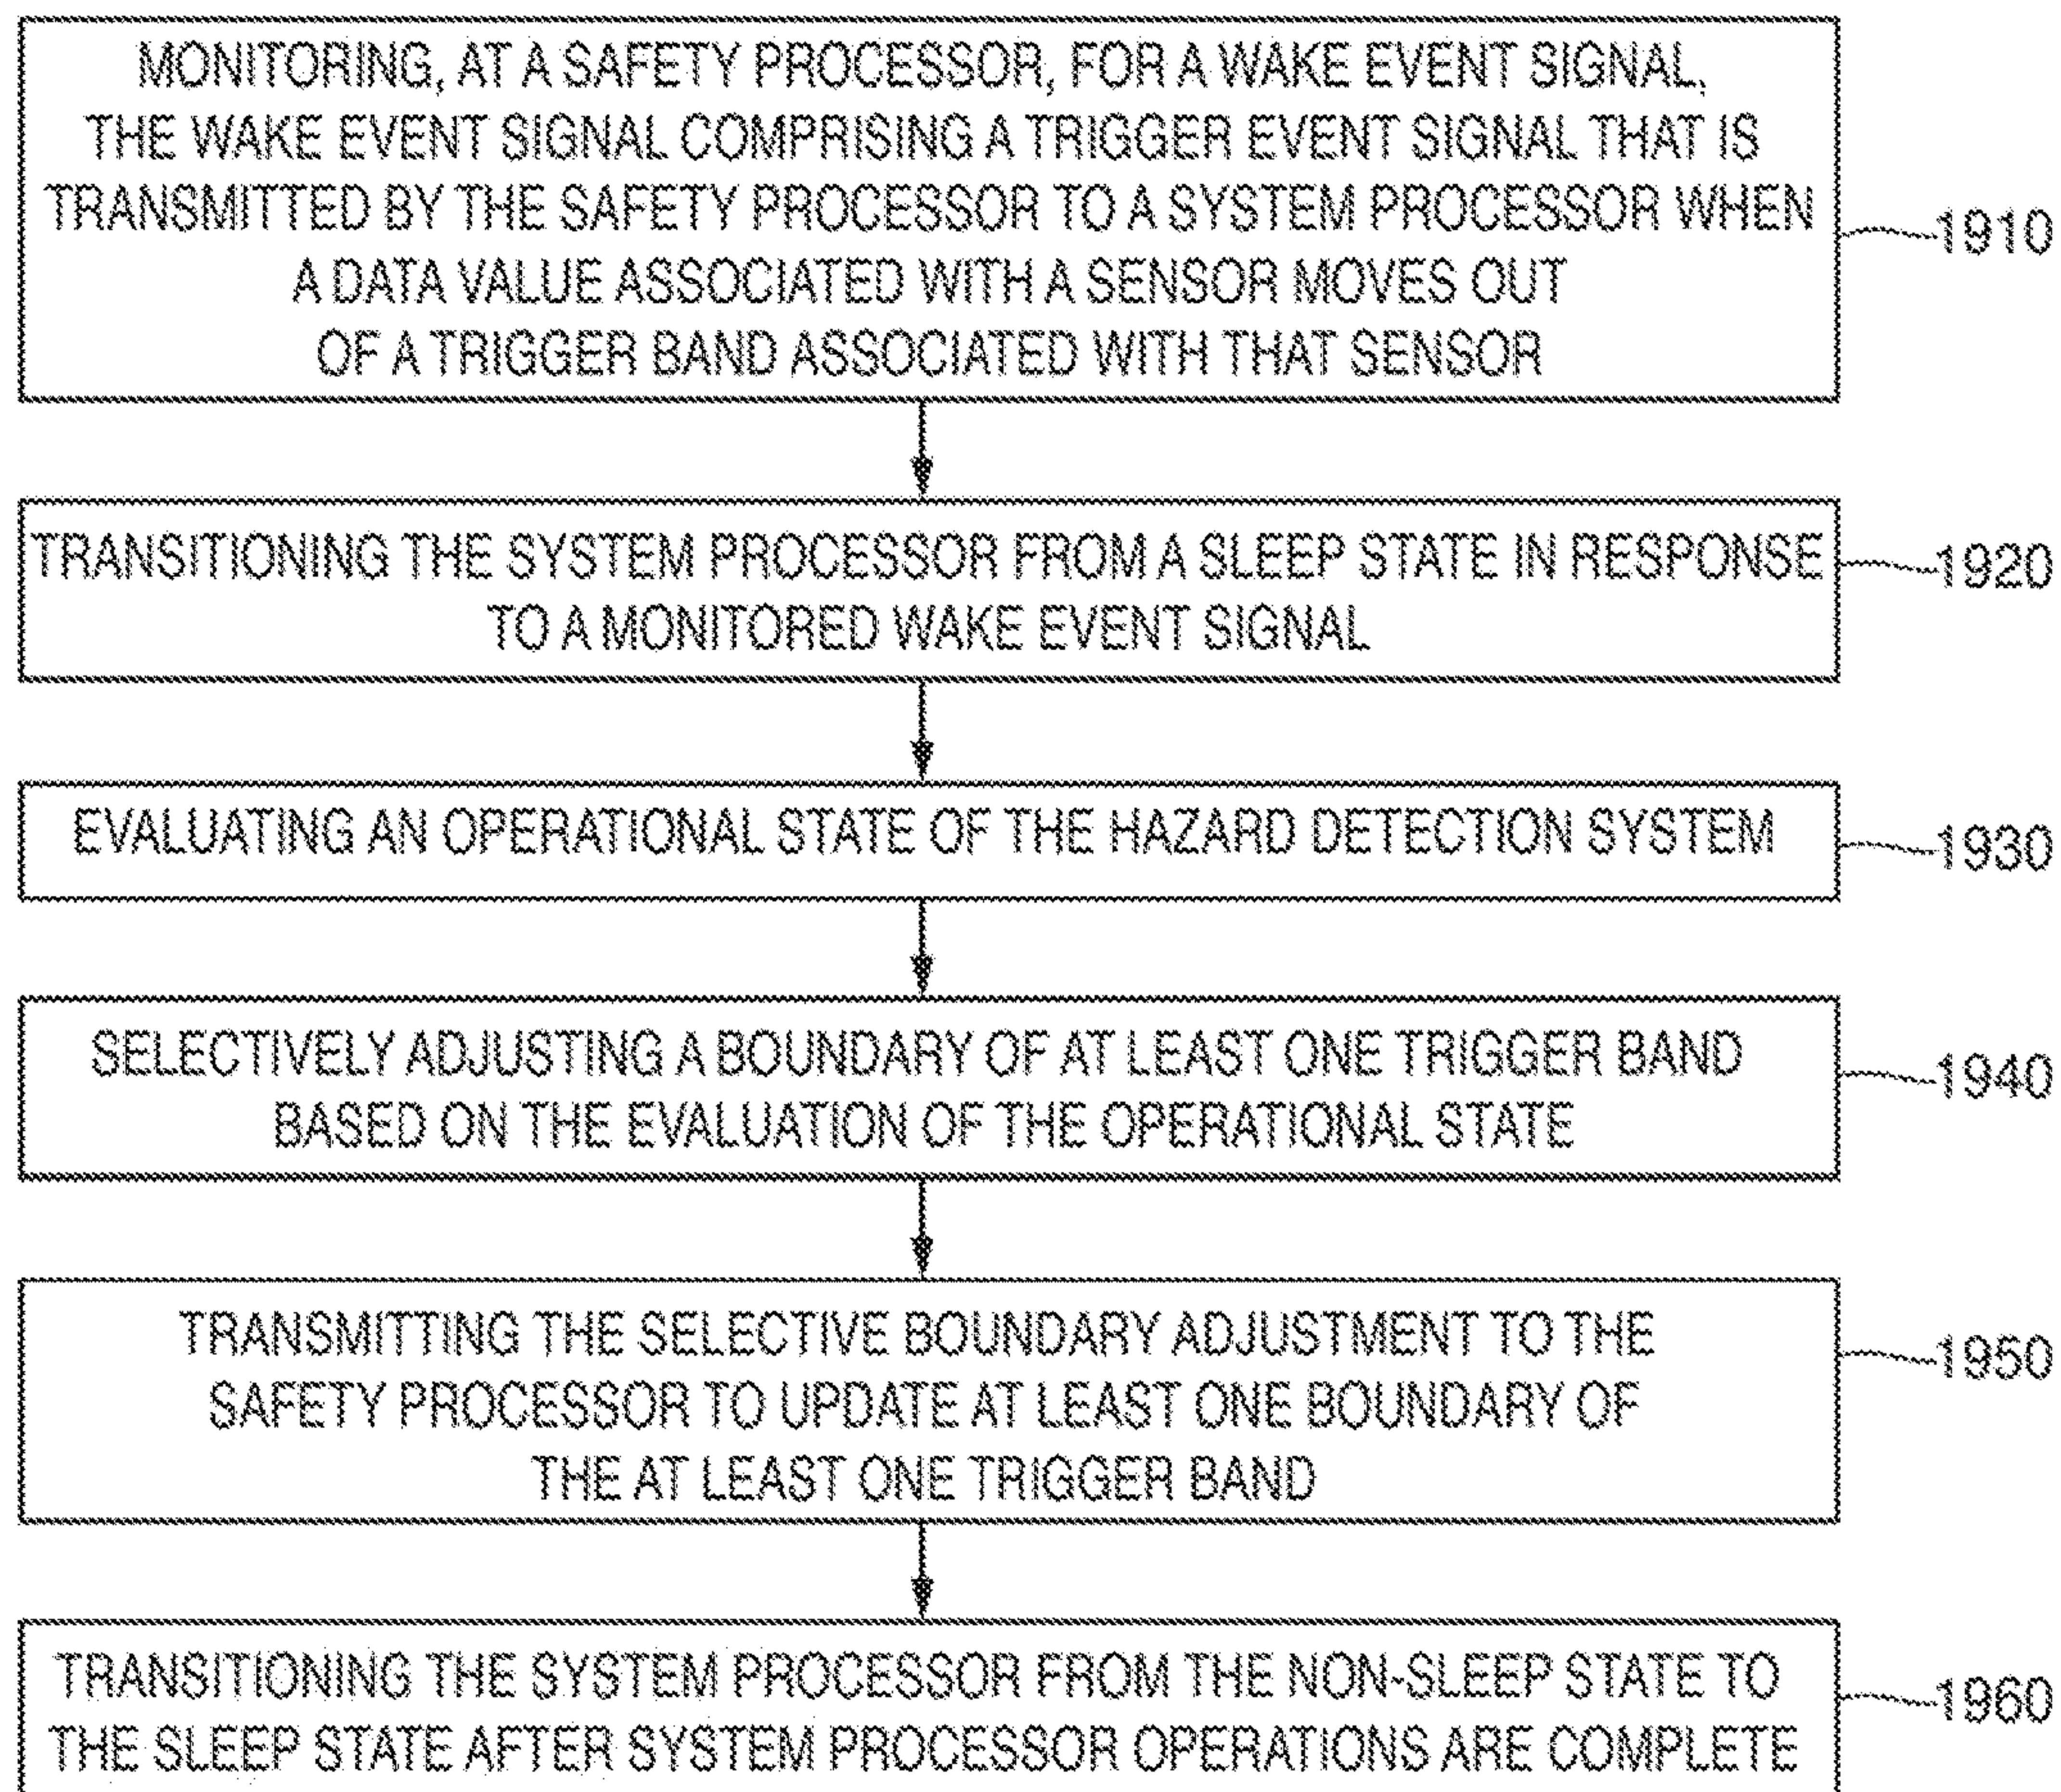 MONITORING, AT A SAFETY PROCESSOR, FOR A WAKE EVENT SIGNAL,
THE WAKE EVENT SIGNAL COMPRISING A TRIGGER EVENT SIGNAL THAT IS
TRANSMITTED BY THE SAFETY PROCESSOR TO A SYSTEM PROCESSOR WHEN
A DATA VALUE ASSOCIATED WITH A SENSOR MOVES OUT
OF A TRIGGER BAND ASSOCIATED WITH THAT SENSOR
1910
TRANSITIONING THE SYSTEM PROCESSOR FROM A SLEEP STATE IN RESPONSE
TO A MONITORED WAKE EVENT SIGNAL
1920
EVALUATING AN OPERATIONAL STATE OF THE HAZARD DETECTION SYSTEM
1930
SELECTIVELY ADJUSTING A BOUNDARY OF AT LEAST ONE TRIGGER BAND
BASED ON THE EVALUATION OF THE OPERATIONAL STATE
1940
TRANSMITTING THE SELECTIVE BOUNDARY ADJUSTMENT TO THE
SAFETY PROCESSOR TO UPDATE AT LEAST ONE BOUNDARY OF
THE AT LEAST ONE TRIGGER BAND
1950
TRANSITIONING THE SYSTEM PROCESSOR FROM THE NON-SLEEP STATE TO
THE SLEEP STATE AFTER SYSTEM PROCESSOR OPERATIONS ARE COMPLETE
1960